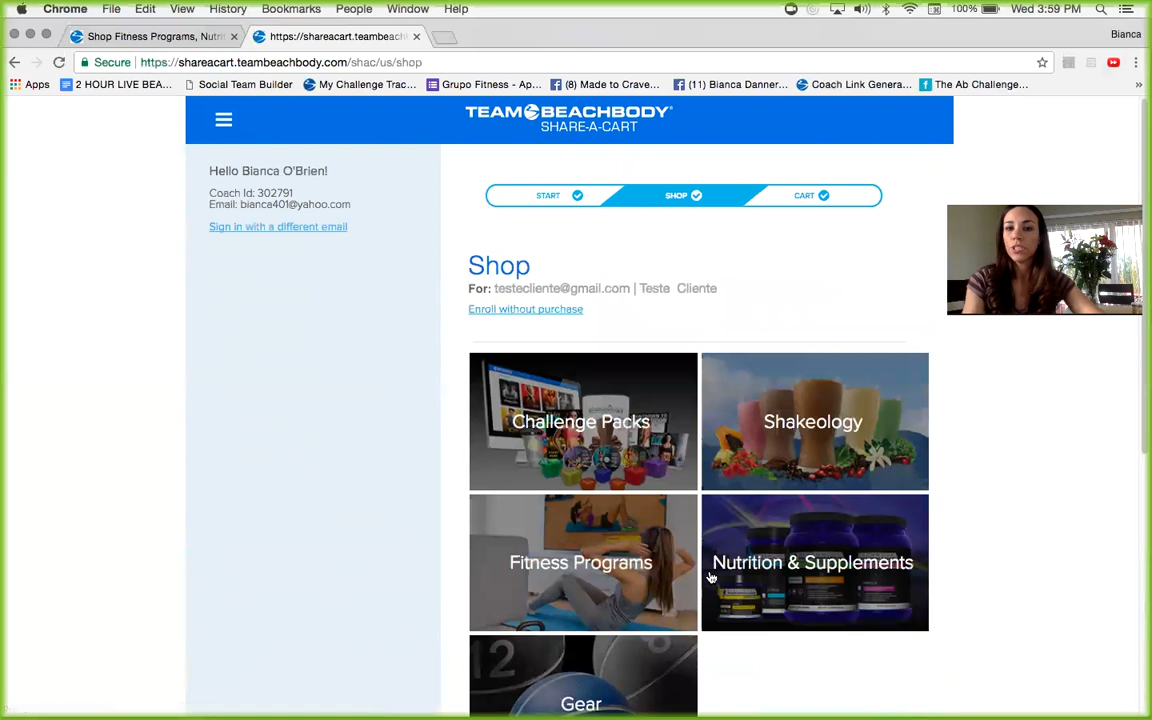 Chrome File Edit View History Bookmarks People Window Help 100% Wed 3:59 PM
Shop Fitness Programs, Nutri × https://shareacart.teambeach × Bianca
Secure https://shareacart.teambeachbody.com/shac/us/shop
Apps 2 HOUR LIVE BEA... Social Team Builder My Challenge Trac... Grupo Fitness - Ap... (8) Made to Crave... (11) Bianca Danner... Coach Link Genera... The Ab Challenge... »
TEAM BEACHBODY®
SHARE-A-CART
Hello Bianca O'Brien!
Coach Id: 302791
Email: bianca401@yahoo.com
Sign in with a different email
START SHOP CART
Shop
For: testecliente@gmail.com | Teste Cliente
Enroll without purchase
Challenge Packs Shakeology
Fitness Programs Nutrition & Supplements
12 8
Gear